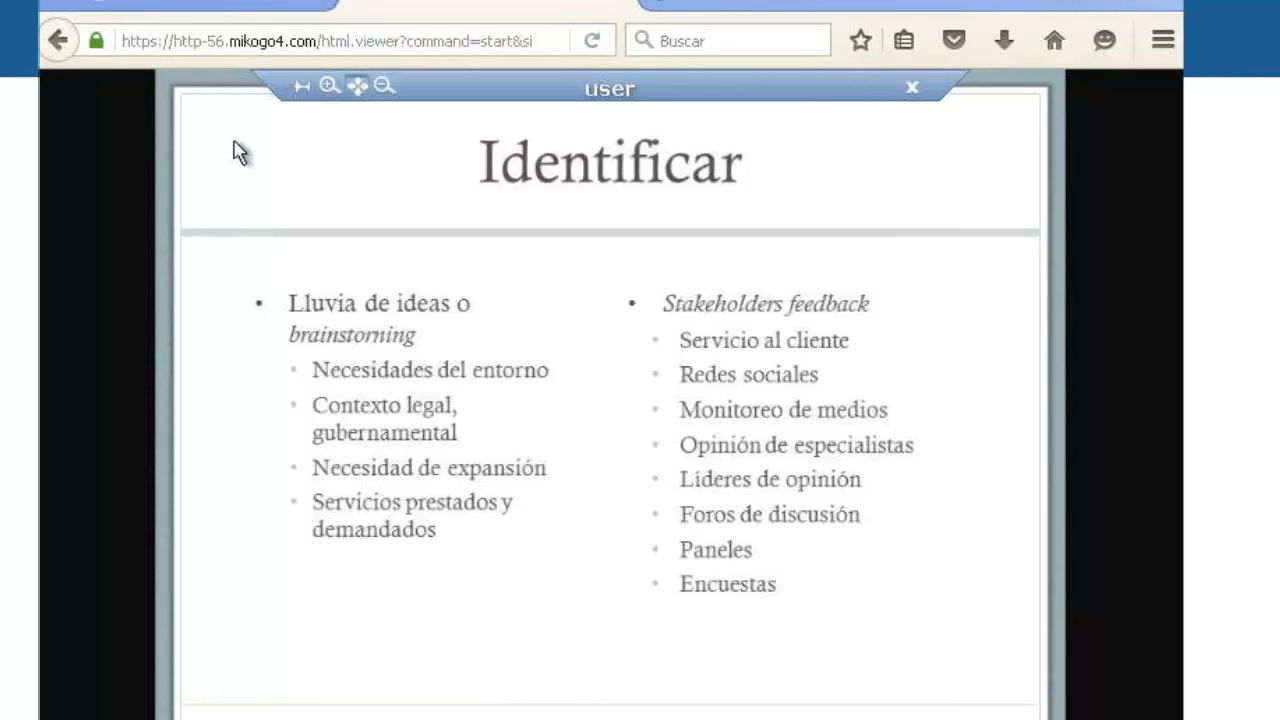 https://http-56.mikogo4.com/html.viewer?command=start&si
Buscar
user
x
Identificar
• Lluvia de ideas o
brainstorning
• Necesidades del entorno
• Contexto legal,
gubernamental
• Necesidad de expansión
• Servicios prestados y
demandados
• Stakeholders feedback
• Servicio al cliente
• Redes sociales
• Monitoreo de medios
• Opinión de especialistas
• Líderes de opinión
• Foros de discusión
• Paneles
• Encuestas